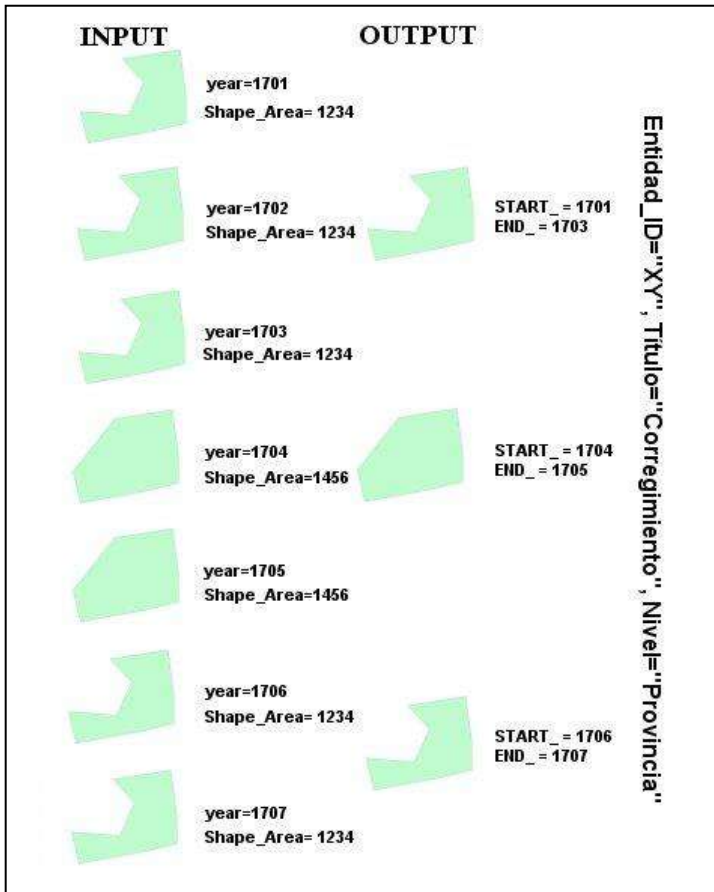 INPUT
OUTPUT
year=1701
Shape_Area= 1234
year=1702
Shape_Area= 1234
START_ = 1701
END_ = 1703
year=1703
Shape_Area= 1234
year=1704
Shape_Area=1456
START_ = 1704
END_ = 1705
year=1705
Shape_Area=1456
year=1706
Shape_Area= 1234
START_ = 1706
END_ = 1707
year=1707
Shape_Area= 1234
Entidad_ID="XY", Título="Corregimiento", Nivel="Provincia"